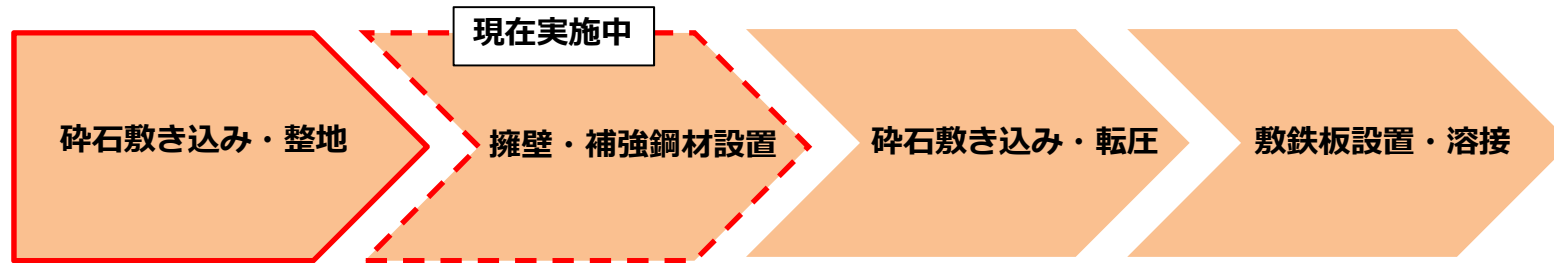 現在実施中
砕石敷き込み・整地
擁壁・補強鋼材設置
砕石敷き込み・転圧
敷鉄板設置・溶接